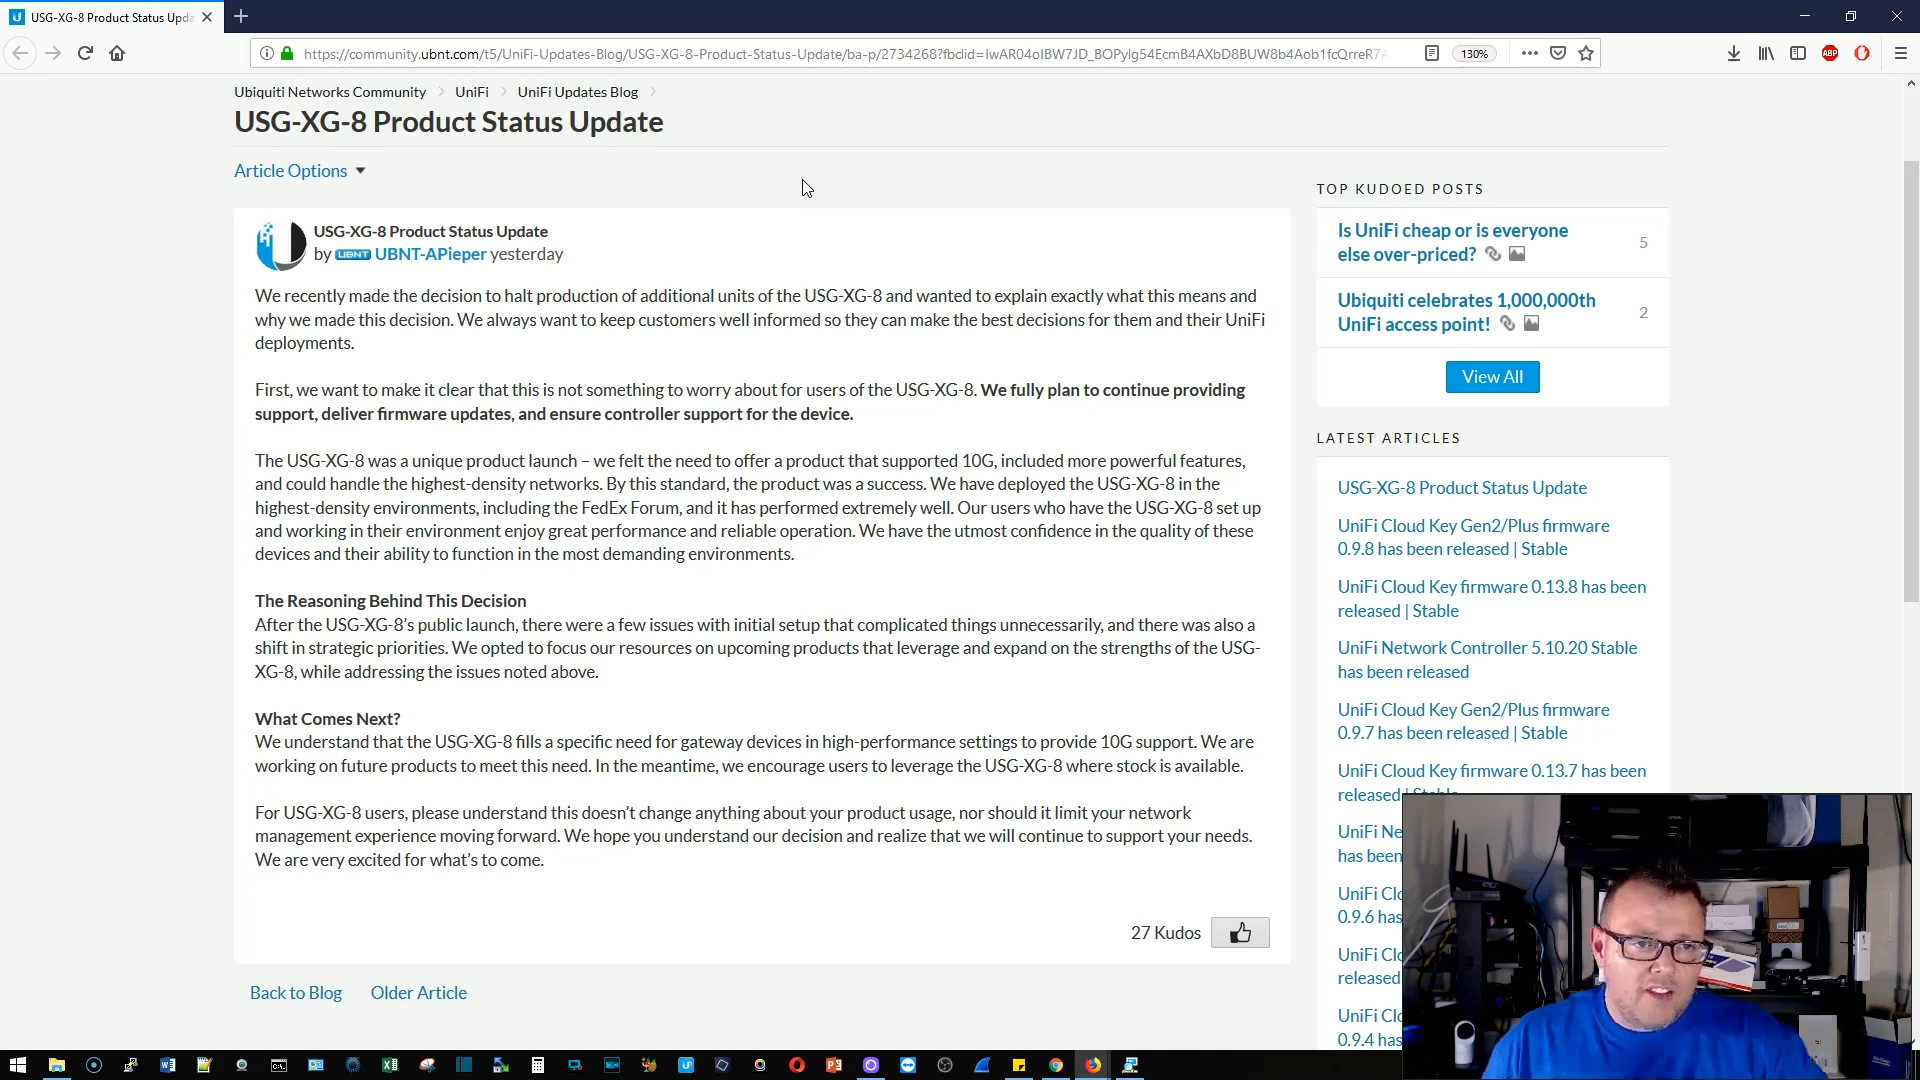 USG-XG-8 Product Status Upda
https://community.ubnt.com/t5/UniFi-Updates-Blog/USG-XG-8-Product-Status-Update/ba-p/2734268?fbclid=
130%
Ubiquiti Networks Community
UniFi
UniFi Updates Blog
USG-XG-8 Product Status Update
Article Options
USG-XG-8 Product Status Update
by UBNT UBNT-APieper yesterday
We recently made the decision to halt production of additional units of the USG-XG-8 and wanted to explain exactly what this means and
why we made this decision. We always want to keep customers well informed so they can make the best decisions for them and their UniFi
deployments.
First, we want to make it clear that this is not something to worry about for users of the USG-XG-8. We fully plan to continue providing
support, deliver firmware updates, and ensure controller support for the device.
The USG-XG-8 was a unique product launch – we felt the need to offer a product that supported 10G, included more powerful features,
and could handle the highest-density networks. By this standard, the product was a success. We have deployed the USG-XG-8 in the
highest-density environments, including the FedEx Forum, and it has performed extremely well. Our users who have the USG-XG-8 set up
and working in their environment enjoy great performance and reliable operation. We have the utmost confidence in the quality of these
devices and their ability to function in the most demanding environments.
The Reasoning Behind This Decision
After the USG-XG-8’s public launch, there were a few issues with initial setup that complicated things unnecessarily, and there was also a
shift in strategic priorities. We opted to focus our resources on upcoming products that leverage and expand on the strengths of the USG-
XG-8, while addressing the issues noted above.
What Comes Next?
We understand that the USG-XG-8 fills a specific need for gateway devices in high-performance settings to provide 10G support. We are
working on future products to meet this need. In the meantime, we encourage users to leverage the USG-XG-8 where stock is available.
For USG-XG-8 users, please understand this doesn’t change anything about your product usage, nor should it limit your network
management experience moving forward. We hope you understand our decision and realize that we will continue to support your needs.
We are very excited for what’s to come.
27 Kudos
Back to Blog
Older Article
TOP KUDOED POSTS
Is UniFi cheap or is everyone
else over-priced?
5
Ubiquiti celebrates 1,000,000th
UniFi access point!
2
View All
LATEST ARTICLES
USG-XG-8 Product Status Update
UniFi Cloud Key Gen2/Plus firmware
0.9.8 has been released | Stable
UniFi Cloud Key firmware 0.13.8 has been
released | Stable
UniFi Network Controller 5.10.20 Stable
has been released
UniFi Cloud Key Gen2/Plus firmware
0.9.7 has been released | Stable
UniFi Cloud Key firmware 0.13.7 has been
released | Stable
UniFi Ne
has been
UniFi Clo
0.9.6 has
UniFi Clo
released
UniFi Clo
0.9.4 has